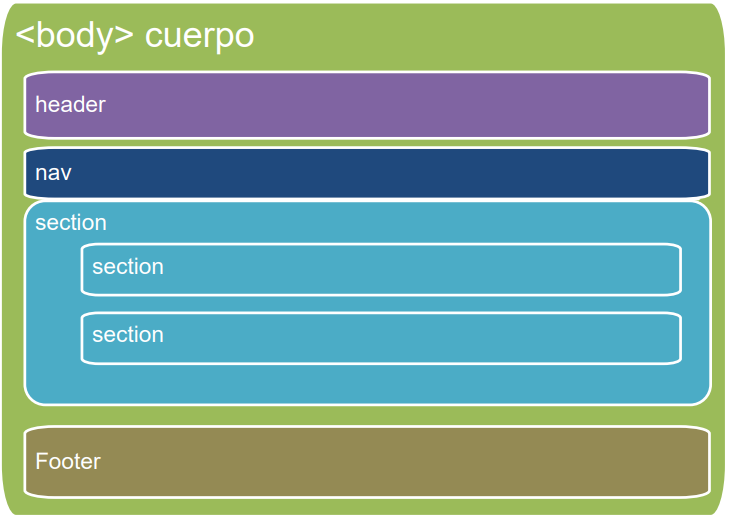 <body> cuerpo
header
nav
section
section
section
Footer